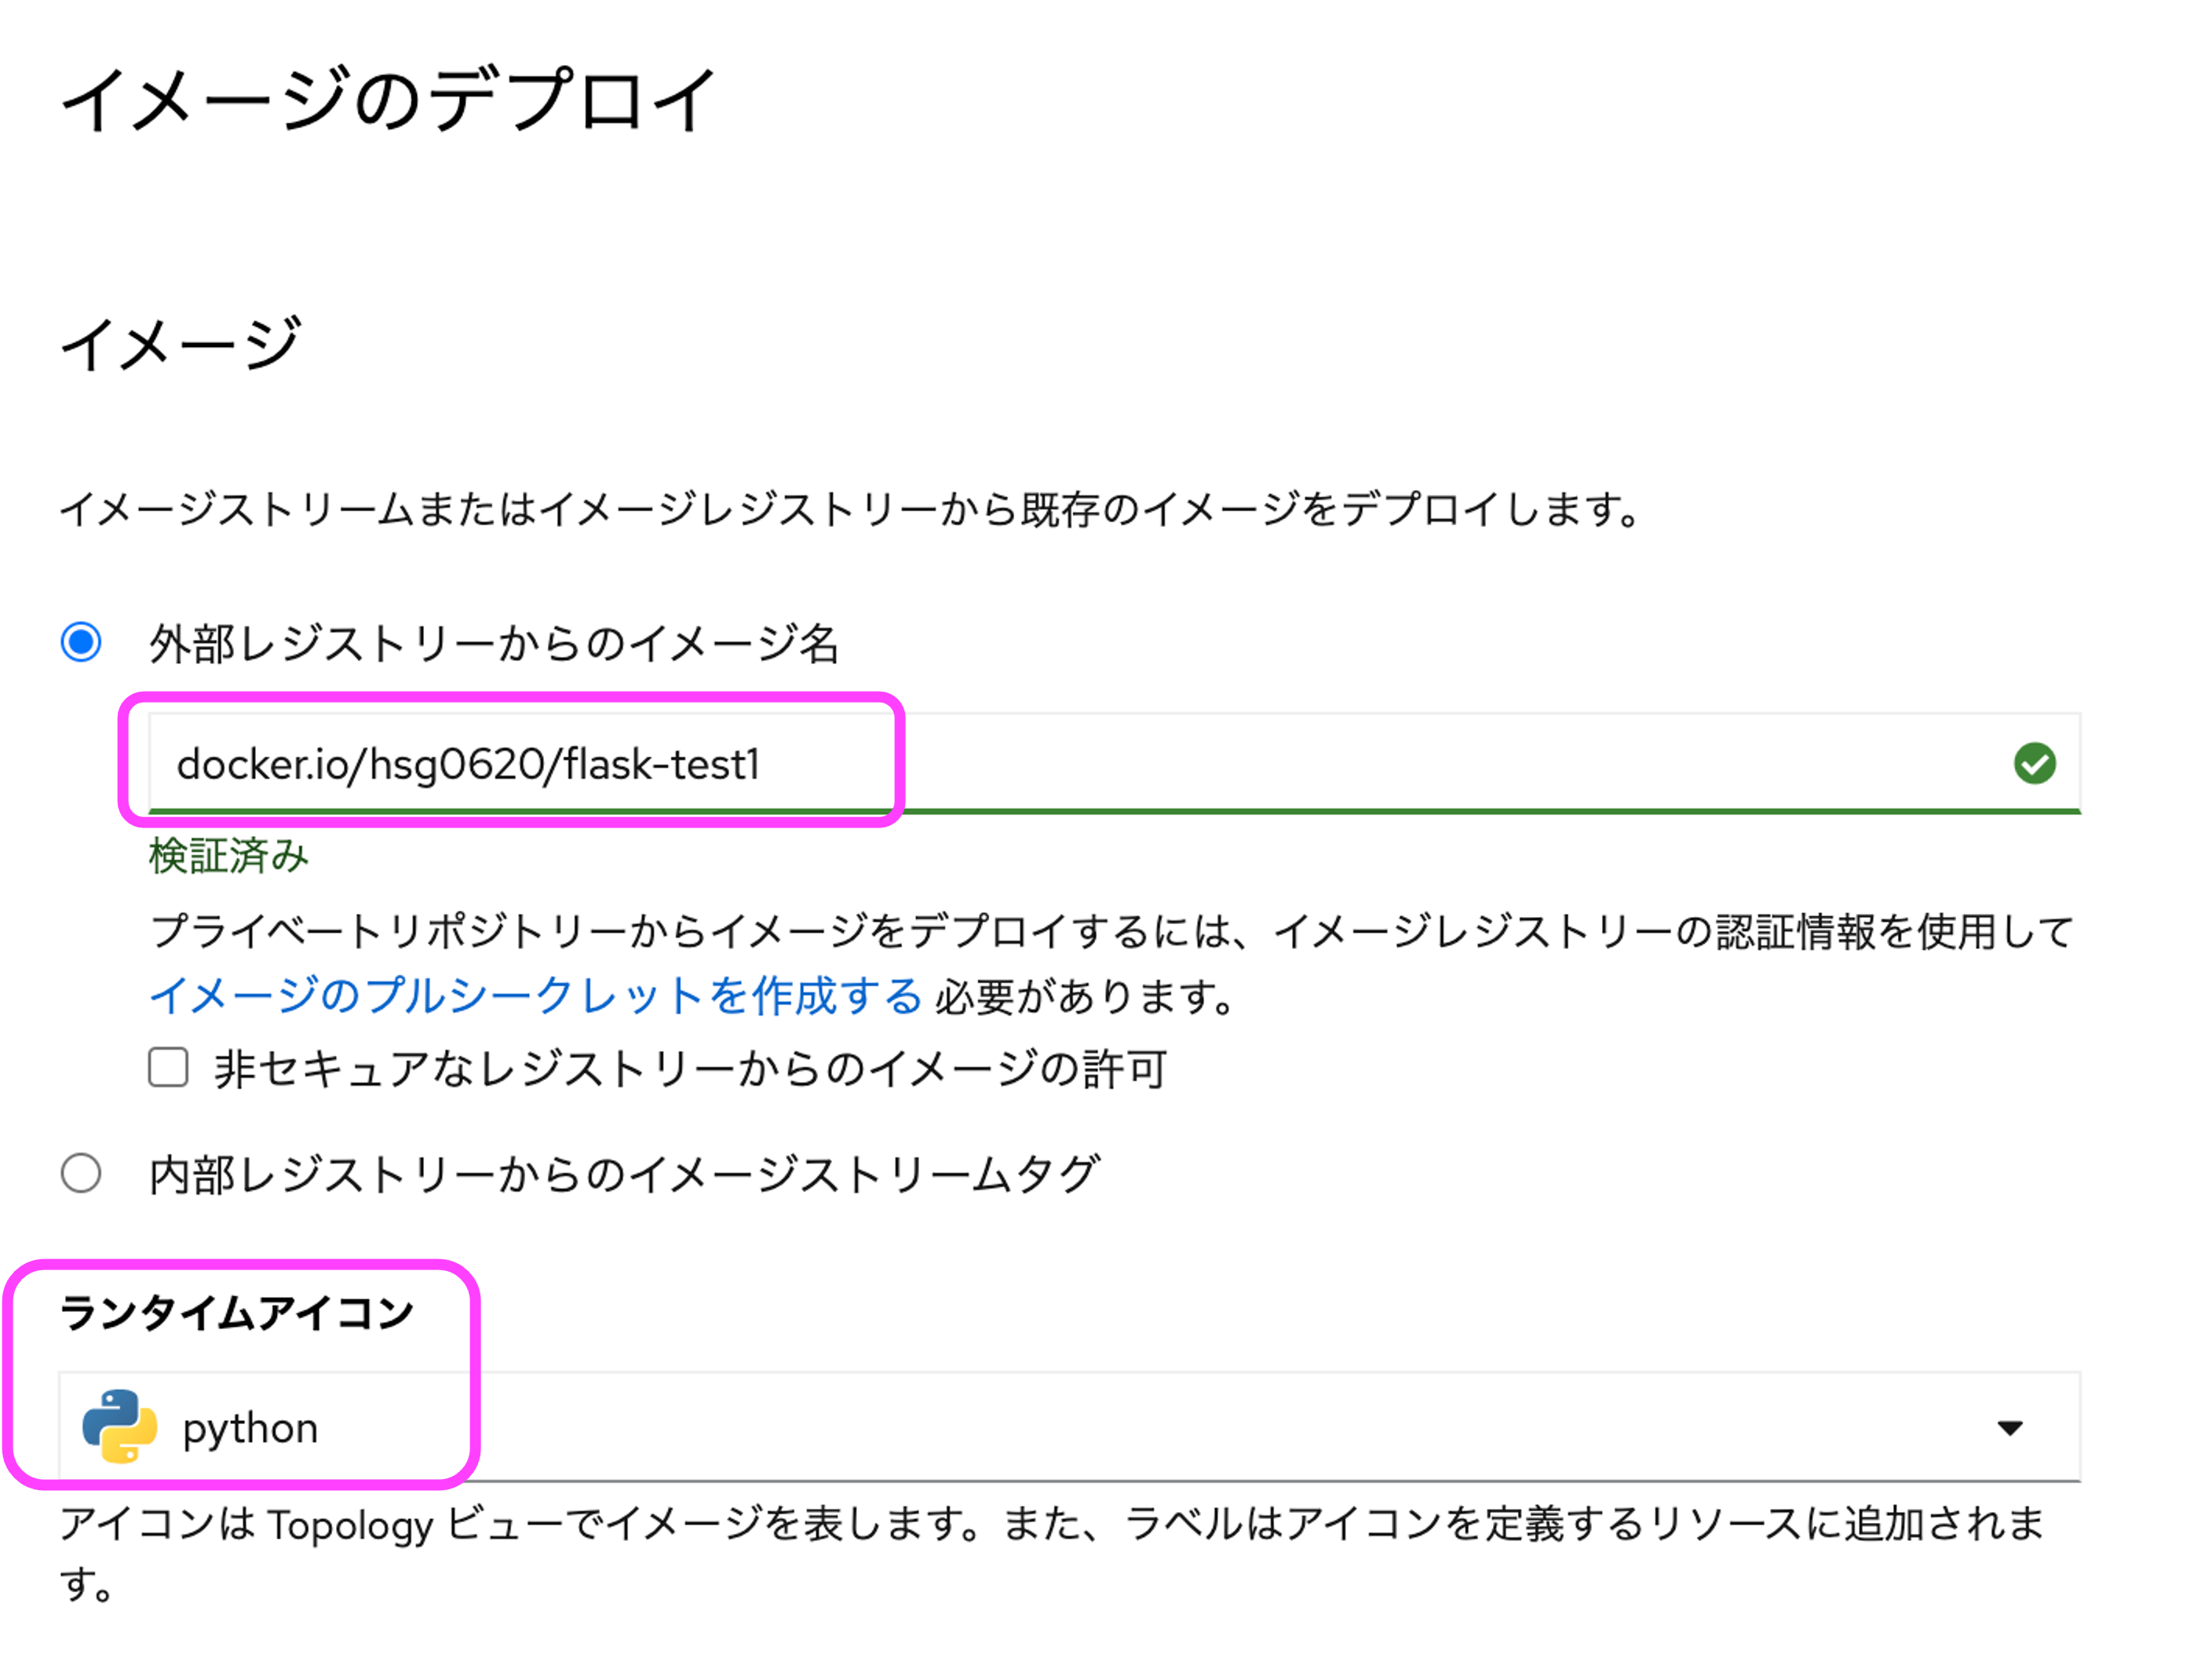 イメージのデプロイ
イメージ
イメージストリームまたはイメージレジストリーから既存のイメージをデプロイします。
外部レジストリーからのイメージ名
docker.io/hsg0620/flask-test1
検証済み
プライベートリポジトリーからイメージをデプロイするには、イメージレジストリーの認証情報を使用して
イメージのプルシークレットを作成する 必要があります。
非セキュアなレジストリーからのイメージの許可
内部レジストリーからのイメージストリームタグ
ランタイムアイコン
python
アイコンは Topology ビューでイメージを表します。また、ラベルはアイコンを定義するリソースに追加されま
す。